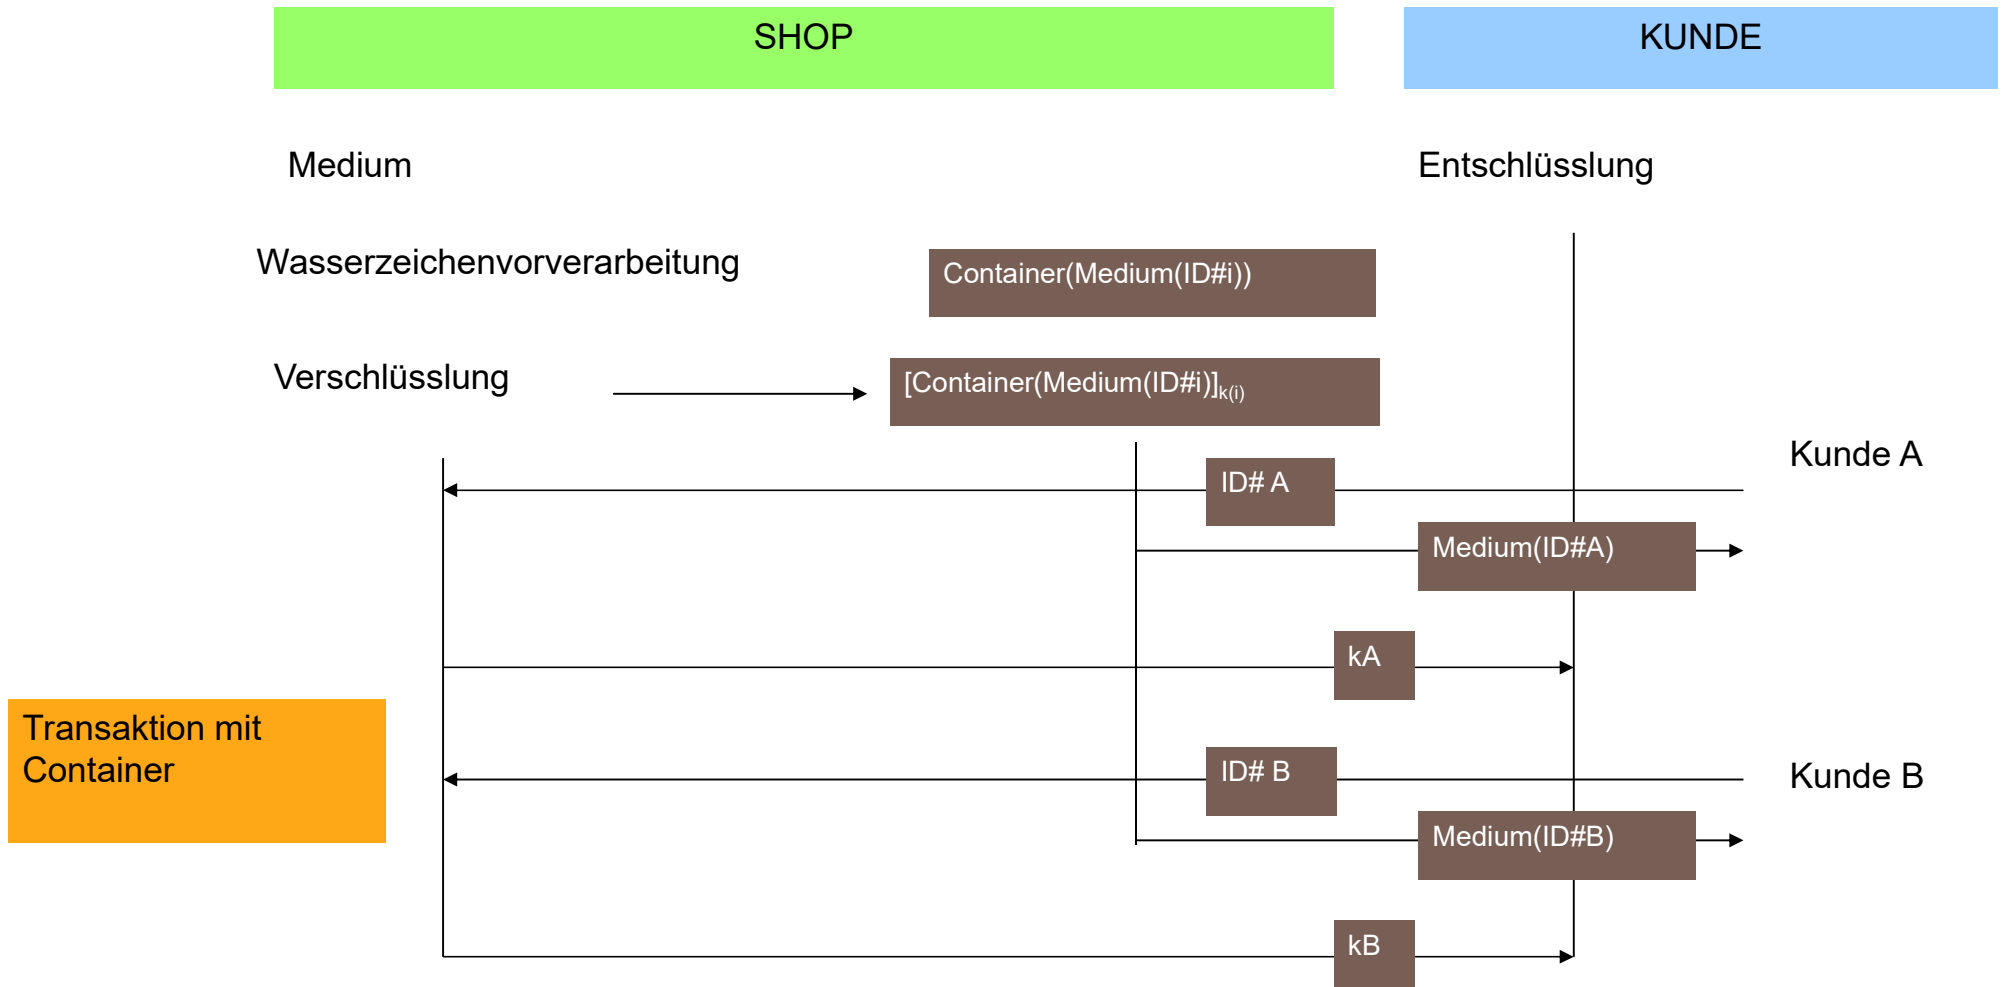 SHOP
KUNDE
Medium
Entschlüsslung
Wasserzeichenvorverarbeitung
Container(Medium(ID#i))
Verschlüsslung
[Container(Medium(ID#i)]k(i)
Kunde A
ID# A
Medium(ID#A)
kA
Transaktion mit
Container
ID# B
Kunde B
Medium(ID#B)
kB